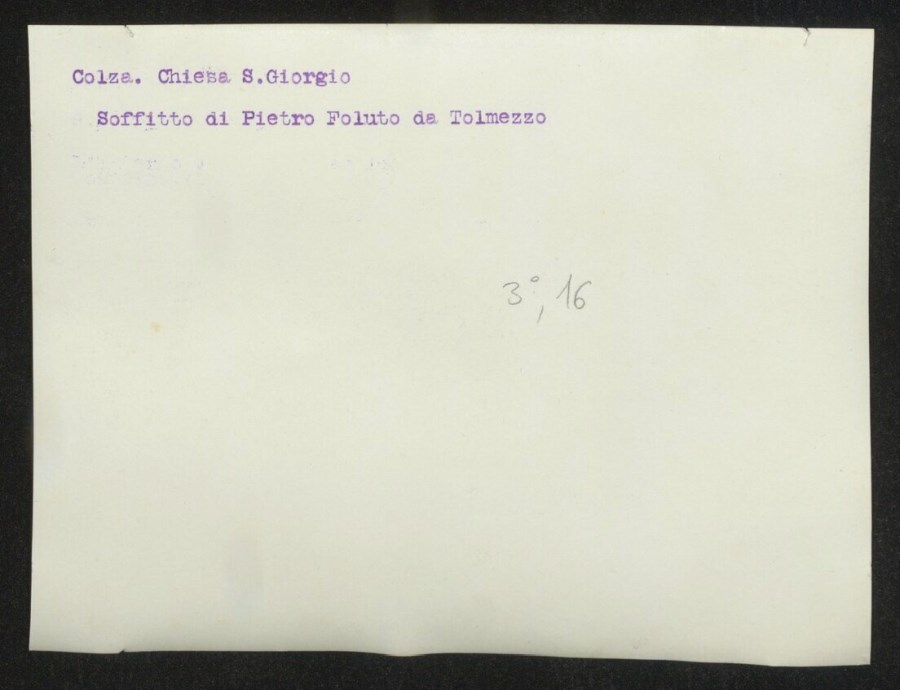 Colza. Chiesa S.Giorgio
Soffitto di Pietro Foluto da Tolmezzo
3°, 16